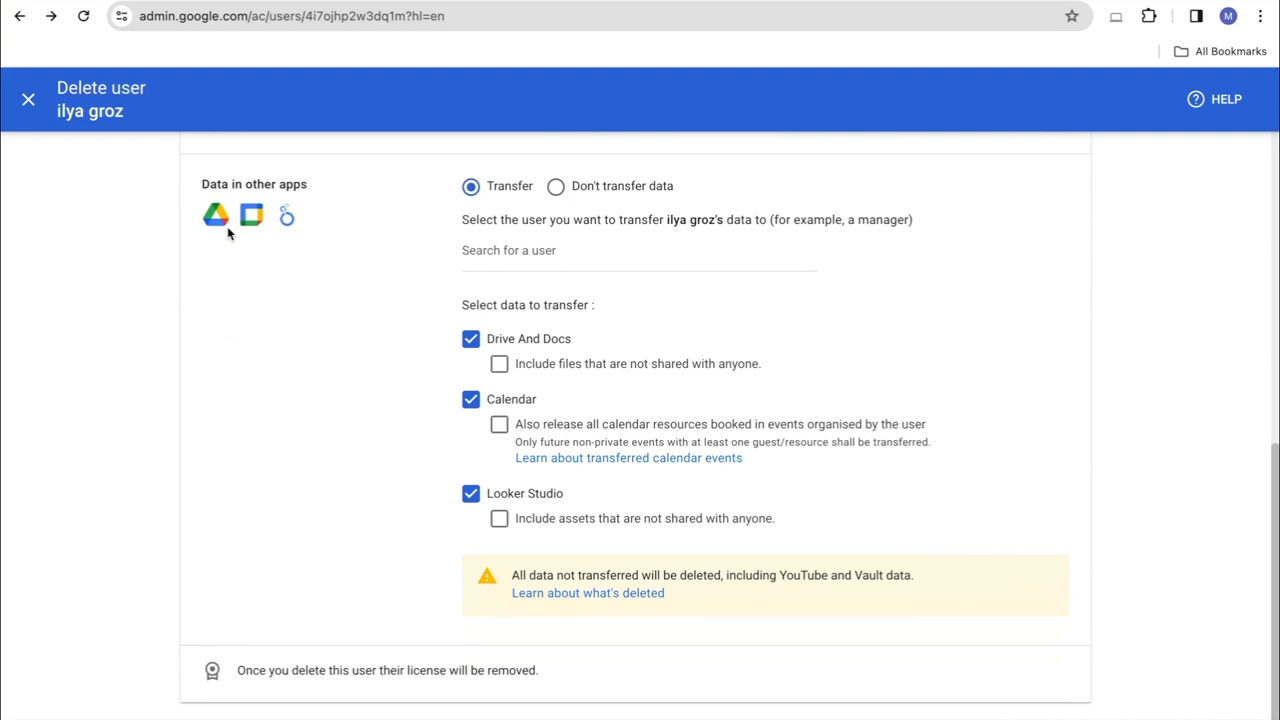 admin.google.com/ac/users/4i7ojhp2w3dq1m?hl=en
M
All Bookmarks
Delete user
ilya groz
HELP
Data in other apps
Transfer
Don't transfer data
Select the user you want to transfer ilya groz's data to (for example, a manager)
Search for a user
Select data to transfer :
Drive And Docs
Include files that are not shared with anyone.
Calendar
Also release all calendar resources booked in events organised by the user
Only future non-private events with at least one guest/resource shall be transferred.
Learn about transferred calendar events
Looker Studio
Include assets that are not shared with anyone.
All data not transferred will be deleted, including YouTube and Vault data.
Learn about what's deleted
Once you delete this user their license will be removed.